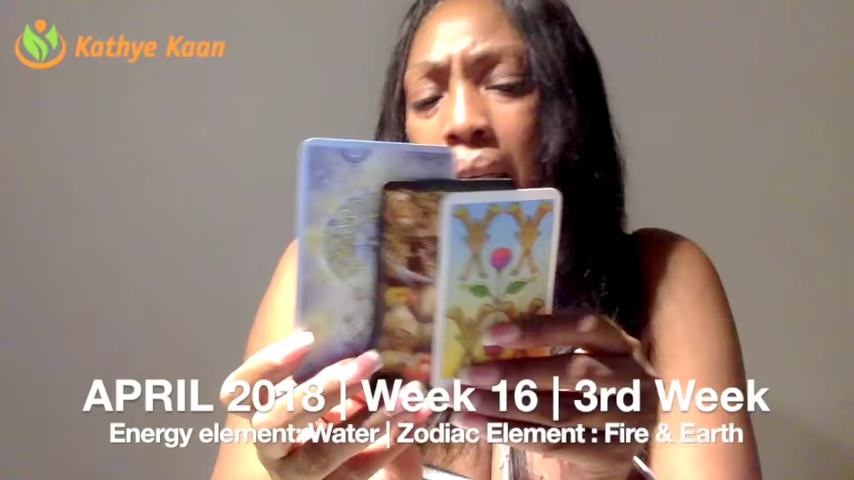 Kathye Kaan
APRIL 2018 | Week 16 | 3rd Week
Energy element: Water | Zodiac Element : Fire & Earth